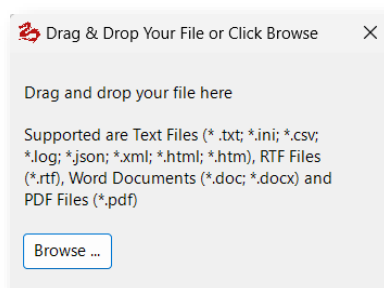 Drag & Drop Your File or Click Browse
Drag and drop your file here
Supported are Text Files (* .txt; *.ini; *.csv;
*.log; *.json; *.xml; *.html; *.htm), RTF Files
(*.rtf), Word Documents (*.doc; *.docx) and
PDF Files (*.pdf)
Browse ...